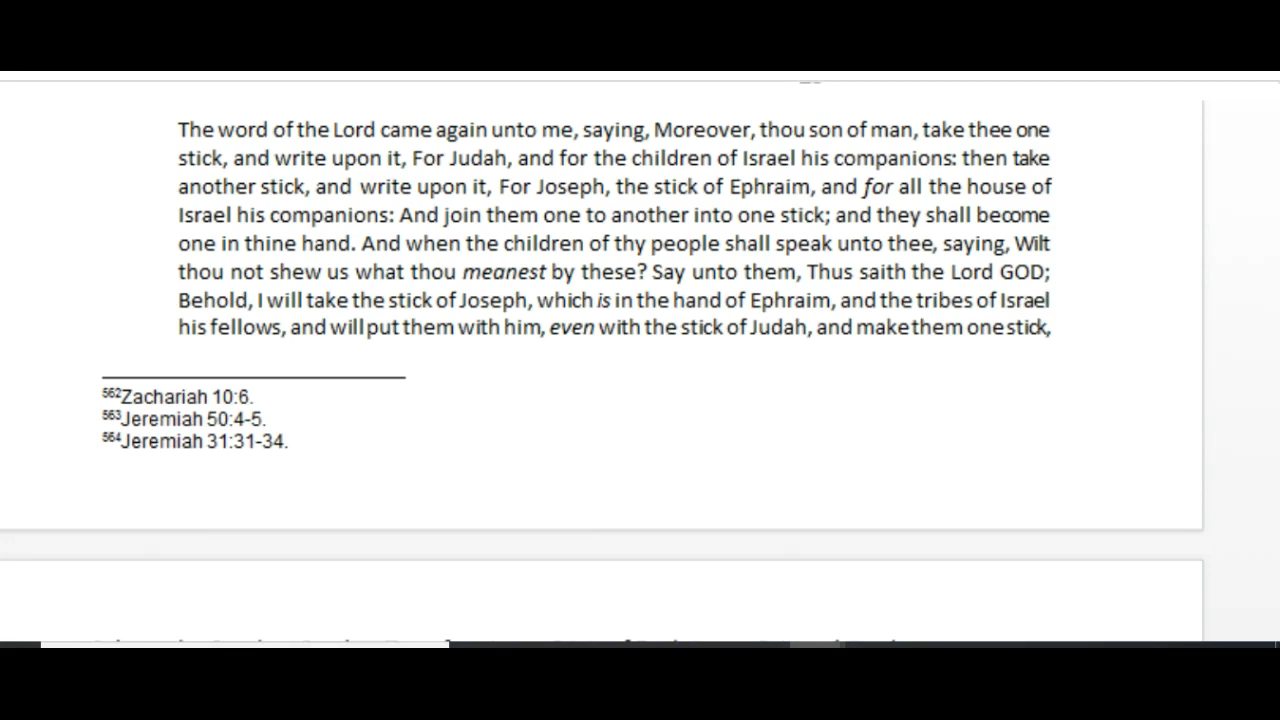 The word of the Lord came again unto me, saying, Moreover, thou son of man, take thee one
stick, and write upon it, For Judah, and for the children of Israel his companions: then take
another stick, and write upon it, For Joseph, the stick of Ephraim, and for all the house of
Israel his companions: And join them one to another into one stick; and they shall become
one in thine hand. And when the children of thy people shall speak unto thee, saying, Wilt
thou not shew us what thou meanest by these? Say unto them, Thus saith the Lord GOD;
Behold, I will take the stick of Joseph, which is in the hand of Ephraim, and the tribes of Israel
his fellows, and will put them with him, even with the stick of Judah, and make them one stick,
562Zachariah 10:6.
563Jeremiah 50:4-5.
564Jeremiah 31:31-34.